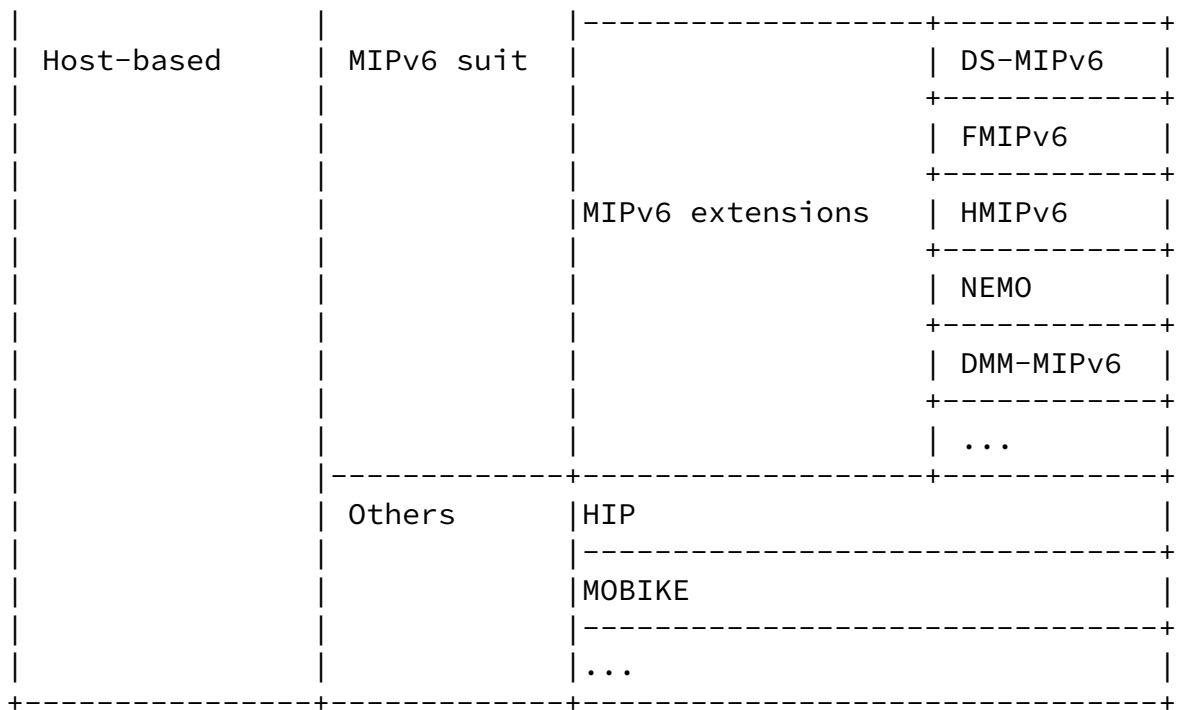 Host-based MIPv6 suit DS-MIPv6
FMIPv6
MIPv6 extensions HMIPv6
NEMO
DMM-MIPv6
...
Others HIP
MOBIKE
...